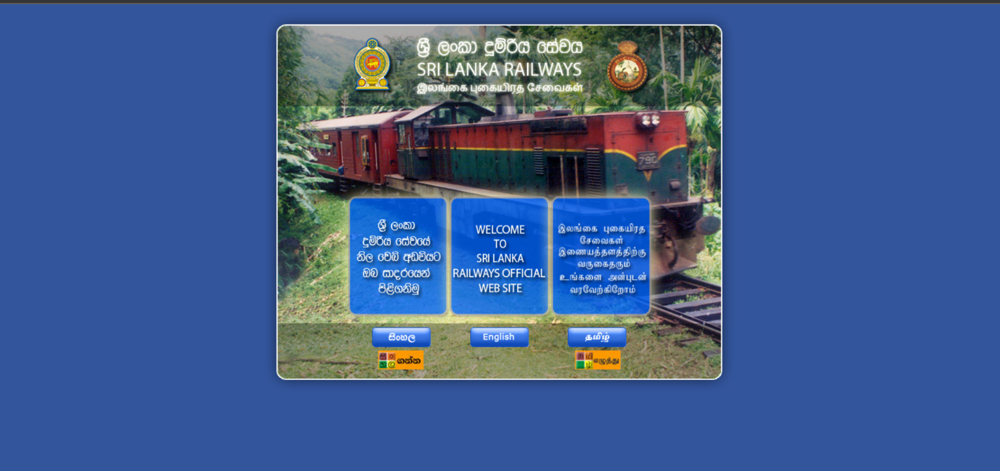 ශ්‍රී ලංකා දුම්රිය සේවය
SRI LANKA RAILWAYS
இலங்கை புகையிரத சேவைகள்
790
ශ්‍රී ලංකා
දුම්රිය සේවයේ
නිල වෙබ් අඩවියට
ඔබ සාදරයෙන්
පිළිගනිමු
WELCOME
TO
SRI LANKA
RAILWAYS OFFICIAL
WEB SITE
இலங்கை புகையிரத
சேவைகள்
இணையத்தளத்திற்கு
வருகைதரும்
உங்களை அன்புடன்
வரவேற்கிறோம்
සිංහල
English
தமிழ்
ගන්න
எழுத்து